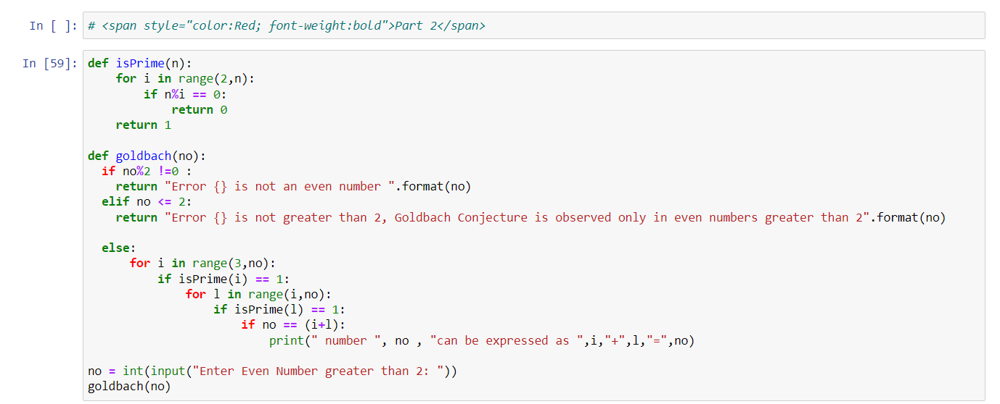 In [ ]: # <span style="color:Red; font-weight:bold">Part 2</span>
In [59]: def isPrime(n):
    for i in range(2,n):
        if n%i == 0:
            return 0
    return 1

def goldbach(no):
  if no%2 !=0 :
    return "Error {} is not an even number ".format(no)
  elif no <= 2:
    return "Error {} is not greater than 2, Goldbach Conjecture is observed only in even numbers greater than 2".format(no)

  else:
      for i in range(3,no):
          if isPrime(i) == 1:
              for l in range(i,no):
                  if isPrime(l) == 1:
                      if no == (i+l):
                          print(" number ", no , "can be expressed as ",i,"+",l,"=",no)

no = int(input("Enter Even Number greater than 2: "))
goldbach(no)